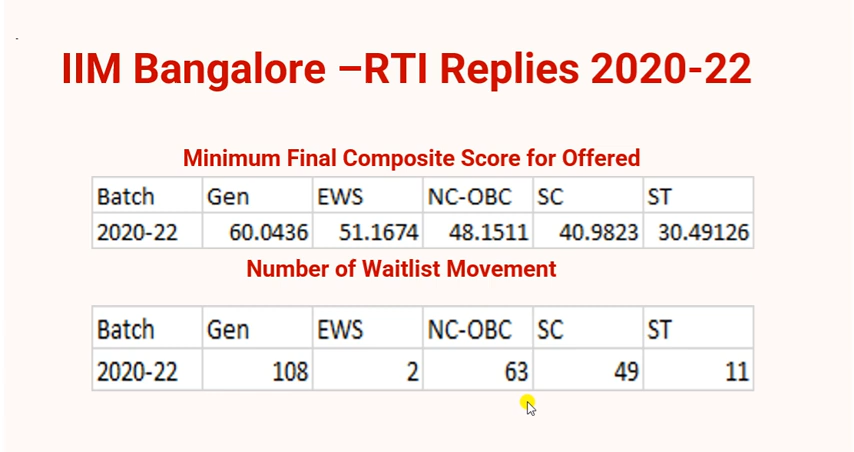 IIM Bangalore –RTI Replies 2020-22
Minimum Final Composite Score for Offered
Batch Gen EWS NC-OBC SC ST
2020-22 60.0436 51.1674 48.1511 40.9823 30.49126
Number of Waitlist Movement
Batch Gen EWS NC-OBC SC ST
2020-22 108 2 63 49 11